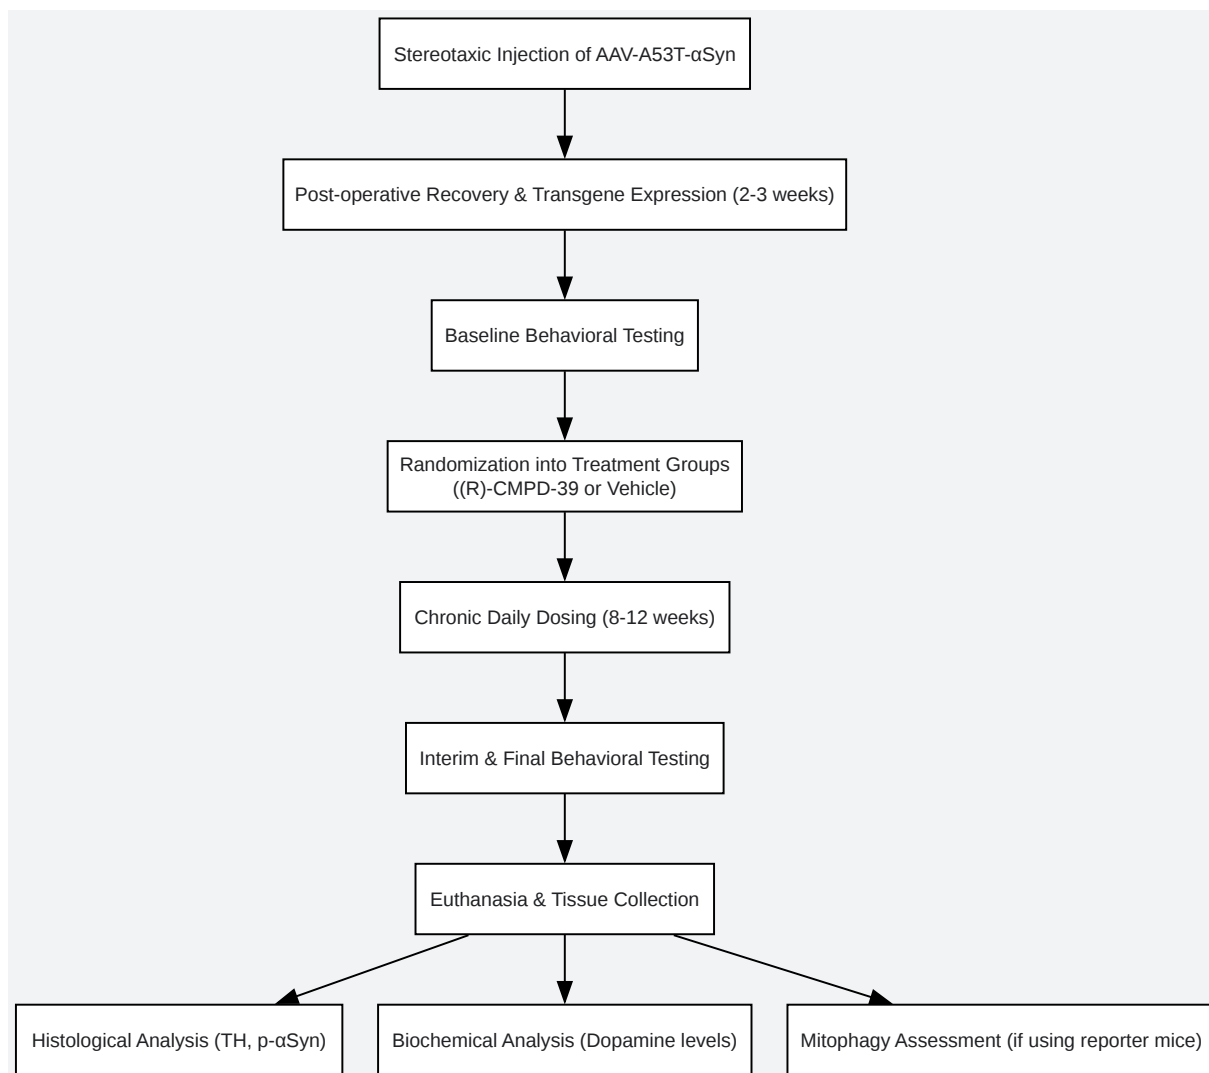 Stereotaxic Injection of AAV-A53T-αSyn
Post-operative Recovery & Transgene Expression (2-3 weeks)
Baseline Behavioral Testing
Randomization into Treatment Groups
((R)-CMPD-39 or Vehicle)
Chronic Daily Dosing (8-12 weeks)
Interim & Final Behavioral Testing
Euthanasia & Tissue Collection
Histological Analysis (TH, p-αSyn)
Biochemical Analysis (Dopamine levels)
Mitophagy Assessment (if using reporter mice)